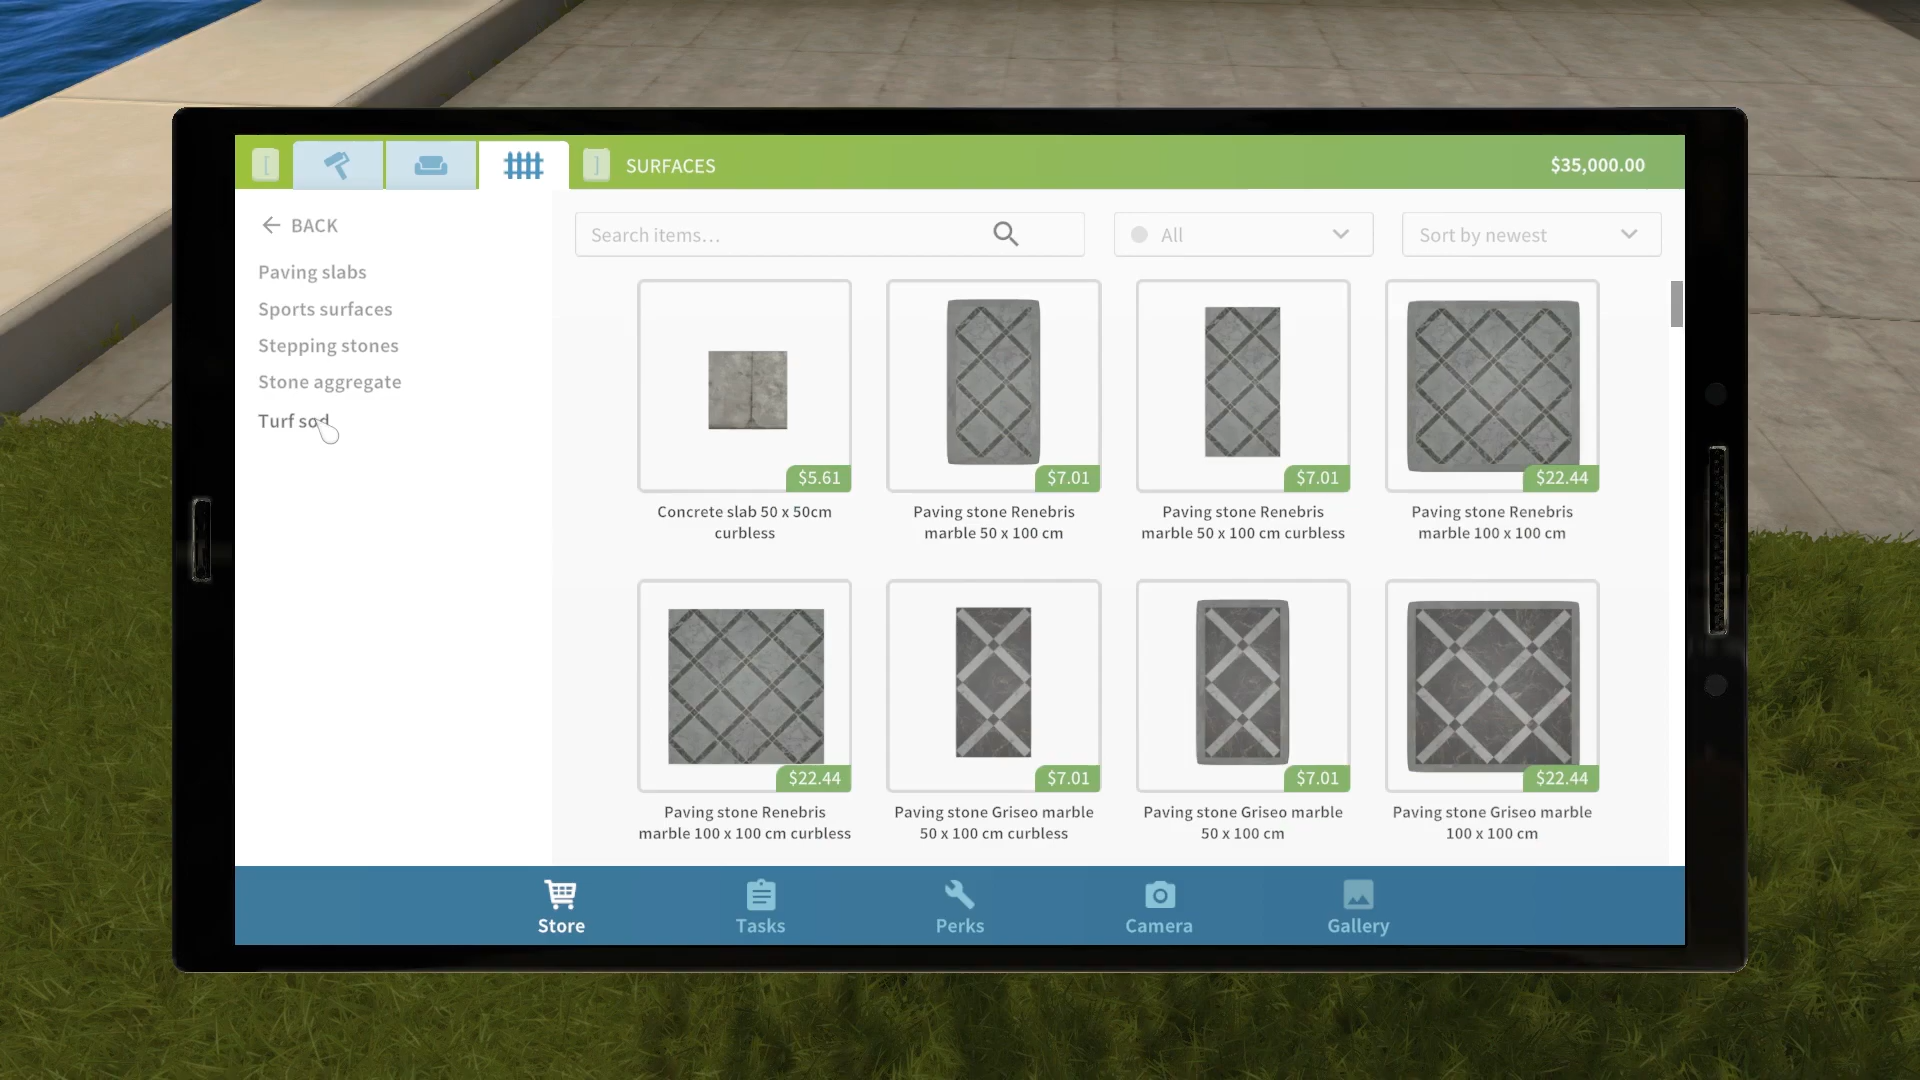 [
]
SURFACES
$35,000.00
BACK
Paving slabs
Sports surfaces
Stepping stones
Stone aggregate
Turf sod
Search items...
All
Sort by newest
$5.61
$7.01
$7.01
$22.44
Concrete slab 50 x 50cm
curbless
Paving stone Renebris
marble 50 x 100 cm
Paving stone Renebris
marble 50 x 100 cm curbless
Paving stone Renebris
marble 100 x 100 cm
$22.44
$7.01
$7.01
$22.44
Paving stone Renebris
marble 100 x 100 cm curbless
Paving stone Griseo marble
50 x 100 cm curbless
Paving stone Griseo marble
50 x 100 cm
Paving stone Griseo marble
100 x 100 cm
Store
Tasks
Perks
Camera
Gallery